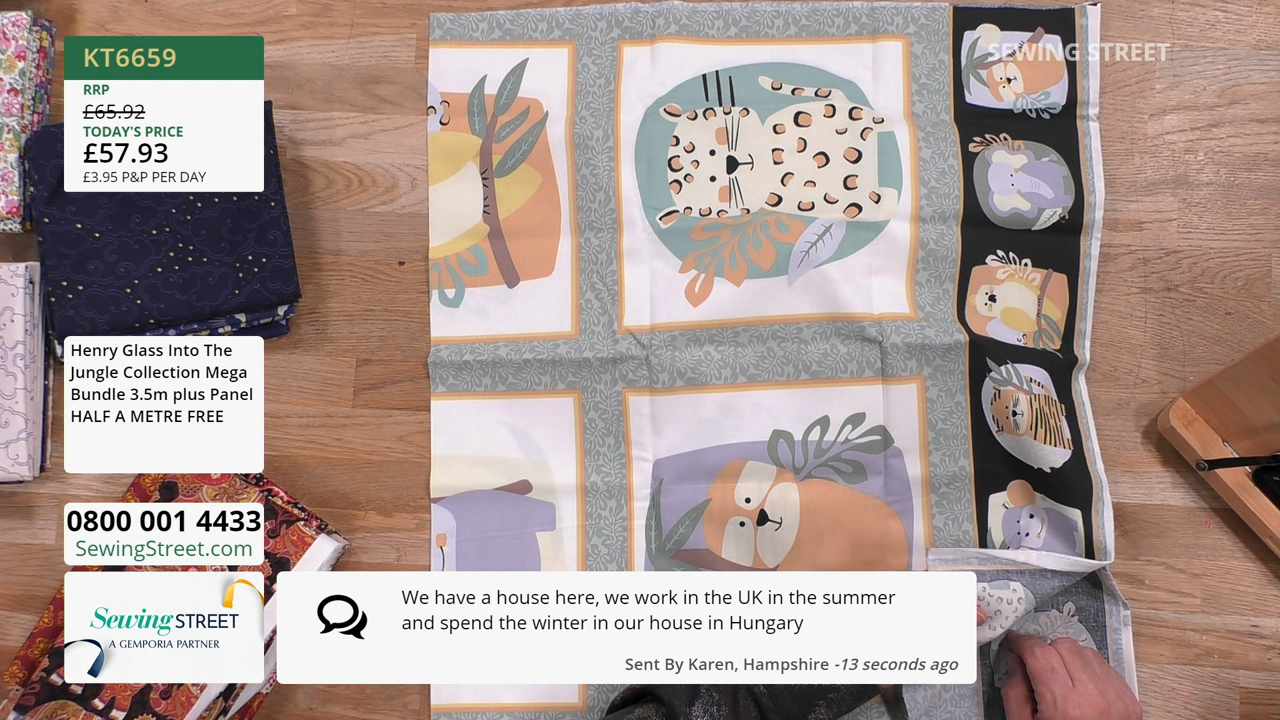 KT6659
RRP
£65.92
TODAY'S PRICE
£57.93
£3.95 P&P PER DAY
SEWING STREET
Henry Glass Into The
Jungle Collection Mega
Bundle 3.5m plus Panel
HALF A METRE FREE
0800 001 4433
SewingStreet.com
Sewing STREET
A GEMPORIA PARTNER
We have a house here, we work in the UK in the summer
and spend the winter in our house in Hungary
Sent By Karen, Hampshire -13 seconds ago